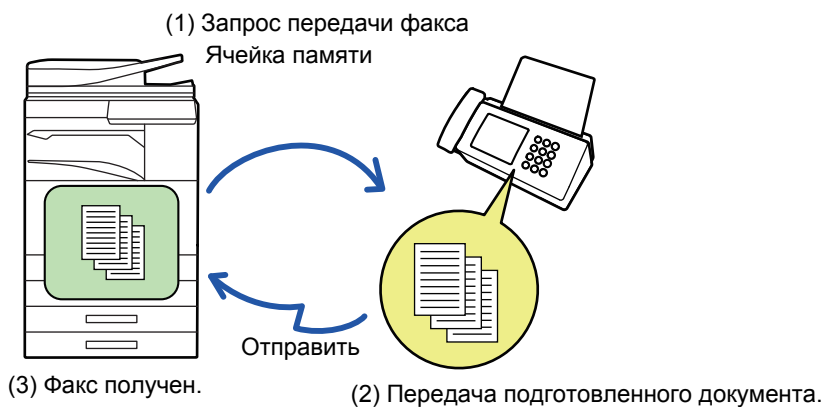 (1) Запрос передачи факса
Ячейка памяти
Отправить
(3) Факс получен.
(2) Передача подготовленного документа.